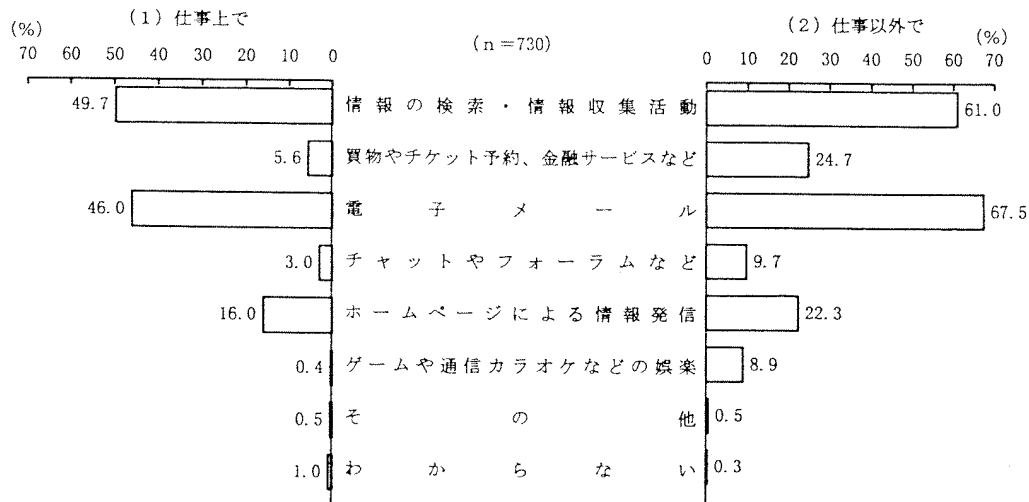 (1) 仕事上で
(2) 仕事以外で
(%)
(n=730)
(%)
70 60 50 40 30 20 10 0
0 10 20 30 40 50 60 70
49.7 情報の検索・情報収集活動 61.0
5.6 買物やチケット予約、金融サービスなど 24.7
46.0 電子メール 67.5
3.0 チャットやフォーラムなど 9.7
16.0 ホームページによる情報発信 22.3
0.4 ゲームや通信カラオケなどの娯楽 8.9
0.5 その他 0.5
1.0 わからない 0.3